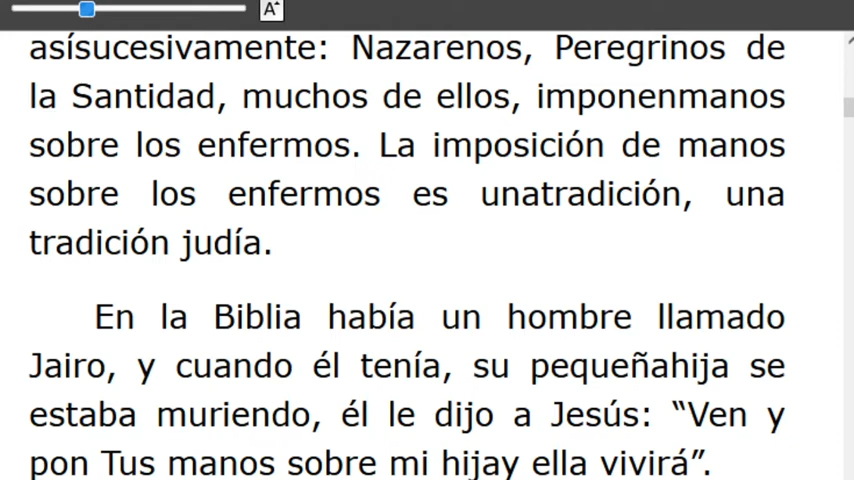 A
asísucesivamente: Nazarenos, Peregrinos de
la Santidad, muchos de ellos, imponenmanos
sobre los enfermos. La imposición de manos
sobre los enfermos es unatradición, una
tradición judía.
En la Biblia había un hombre llamado
Jairo, y cuando él tenía, su pequeñahija se
estaba muriendo, él le dijo a Jesús: “Ven y
pon Tus manos sobre mi hijay ella vivirá”.